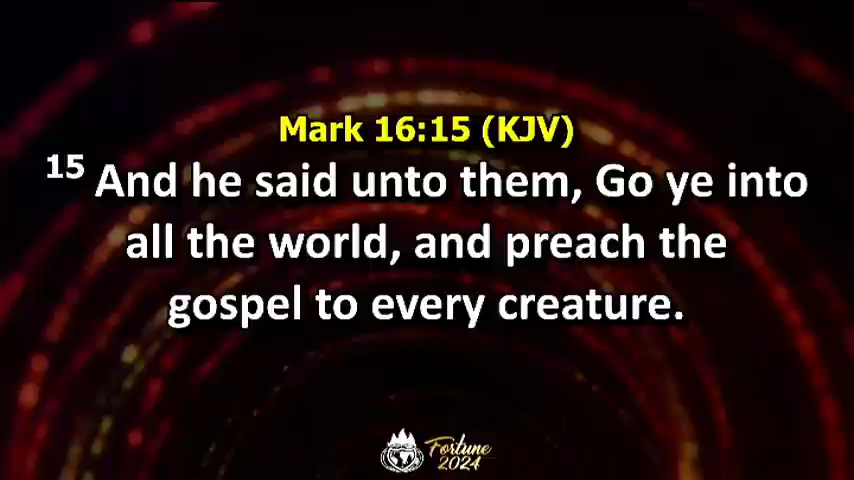 Mark 16:15 (KJV)
15 And he said unto them, Go ye into
all the world, and preach the
gospel to every creature.
Fortune
2024